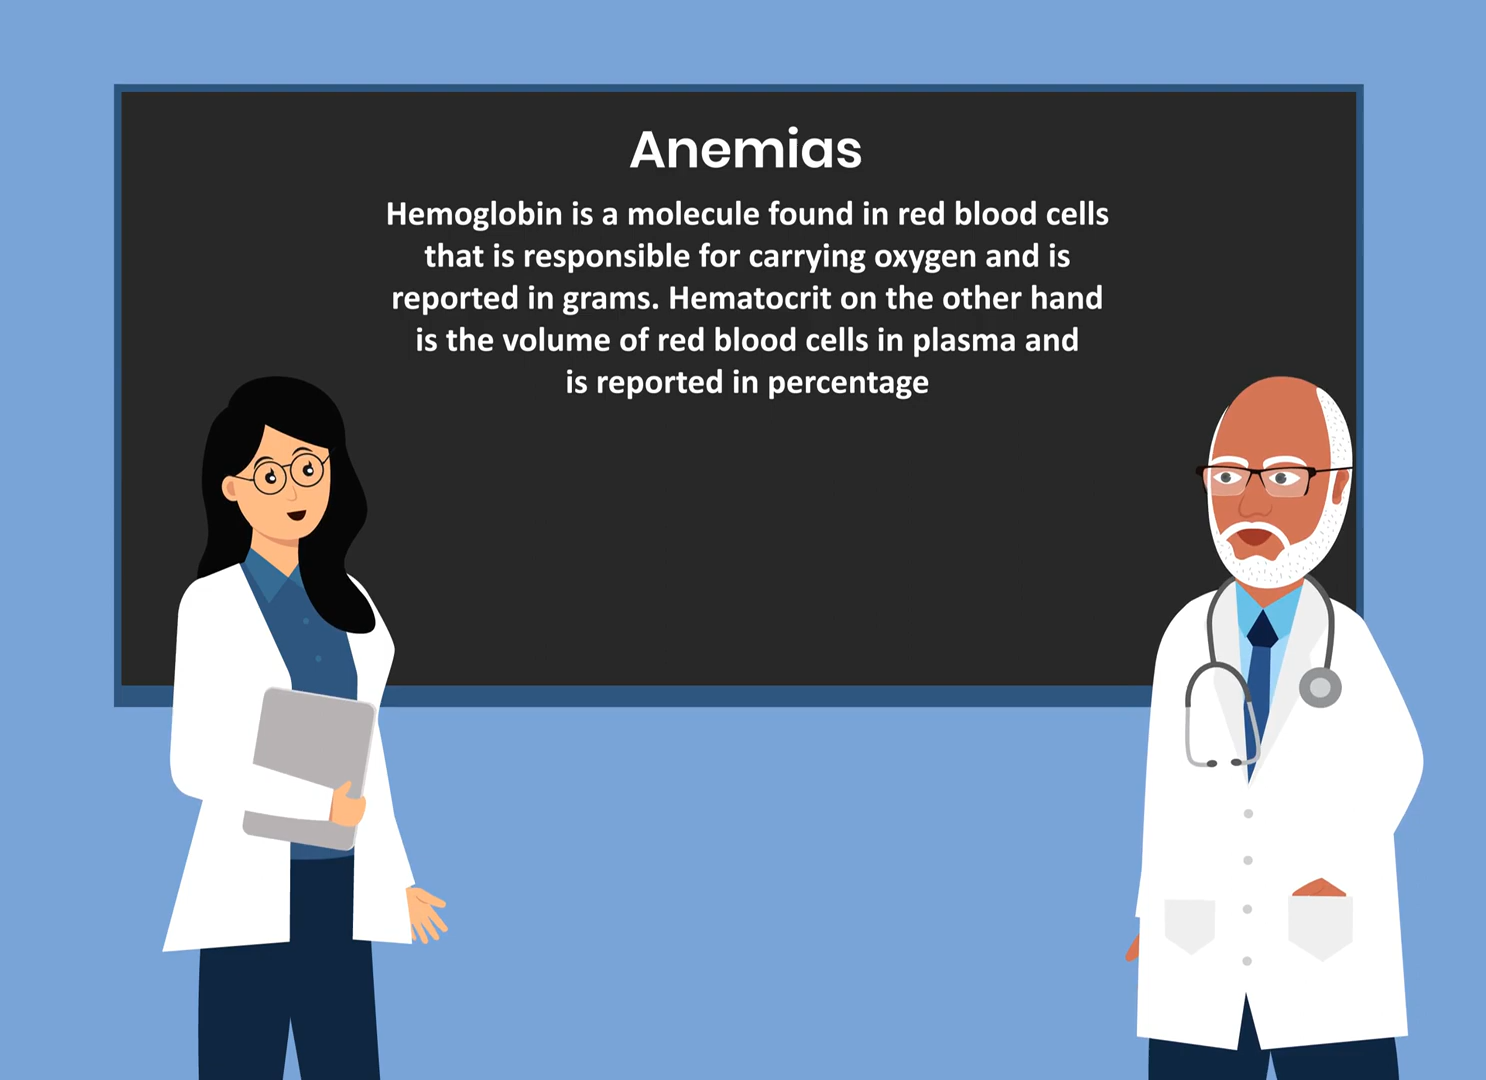 Anemias
Hemoglobin is a molecule found in red blood cells
that is responsible for carrying oxygen and is
reported in grams. Hematocrit on the other hand
is the volume of red blood cells in plasma and
is reported in percentage